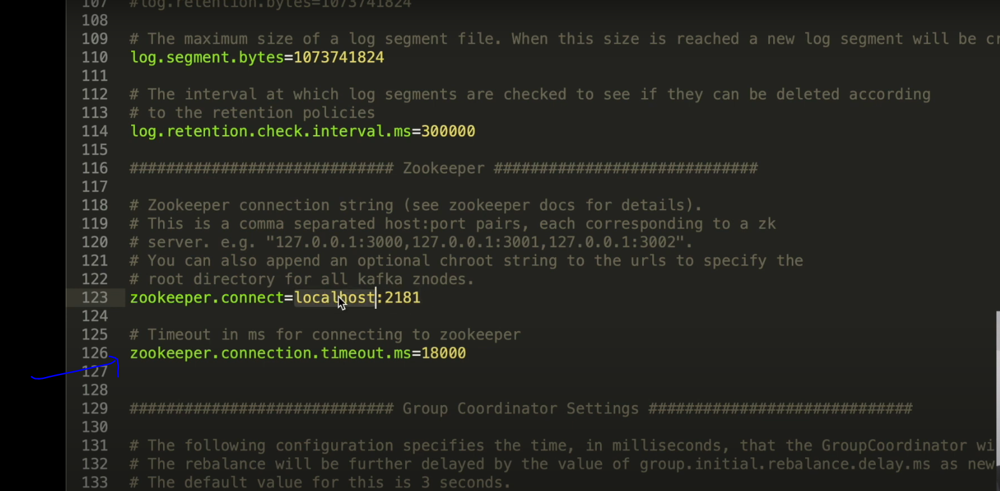 107 #log.retention.bytes=1073741824
108
109 # The maximum size of a log segment file. When this size is reached a new log segment will be cr
110 log.segment.bytes=1073741824
111
112 # The interval at which log segments are checked to see if they can be deleted according
113 # to the retention policies
114 log.retention.check.interval.ms=300000
115
116 ############################# Zookeeper #############################
117
118 # Zookeeper connection string (see zookeeper docs for details).
119 # This is a comma separated host:port pairs, each corresponding to a zk
120 # server. e.g. "127.0.0.1:3000,127.0.0.1:3001,127.0.0.1:3002".
121 # You can also append an optional chroot string to the urls to specify the
122 # root directory for all kafka znodes.
123 zookeeper.connect=localhost:2181
124
125 # Timeout in ms for connecting to zookeeper
126 zookeeper.connection.timeout.ms=18000
127
128
129 ############################# Group Coordinator Settings #############################
130
131 # The following configuration specifies the time, in milliseconds, that the GroupCoordinator wi
132 # The rebalance will be further delayed by the value of group.initial.rebalance.delay.ms as new
133 # The default value for this is 3 seconds.